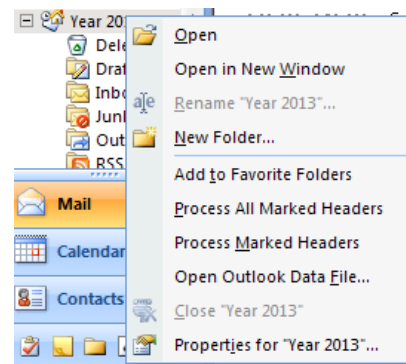 Year 20
Dele
Draf
Inbo
Junk
Out
RSS
Mail
Calendar
Contacts
Open
Open in New Window
Rename "Year 2013"...
New Folder...
Add to Favorite Folders
Process All Marked Headers
Process Marked Headers
Open Outlook Data File...
Close "Year 2013"
Properties for "Year 2013"...